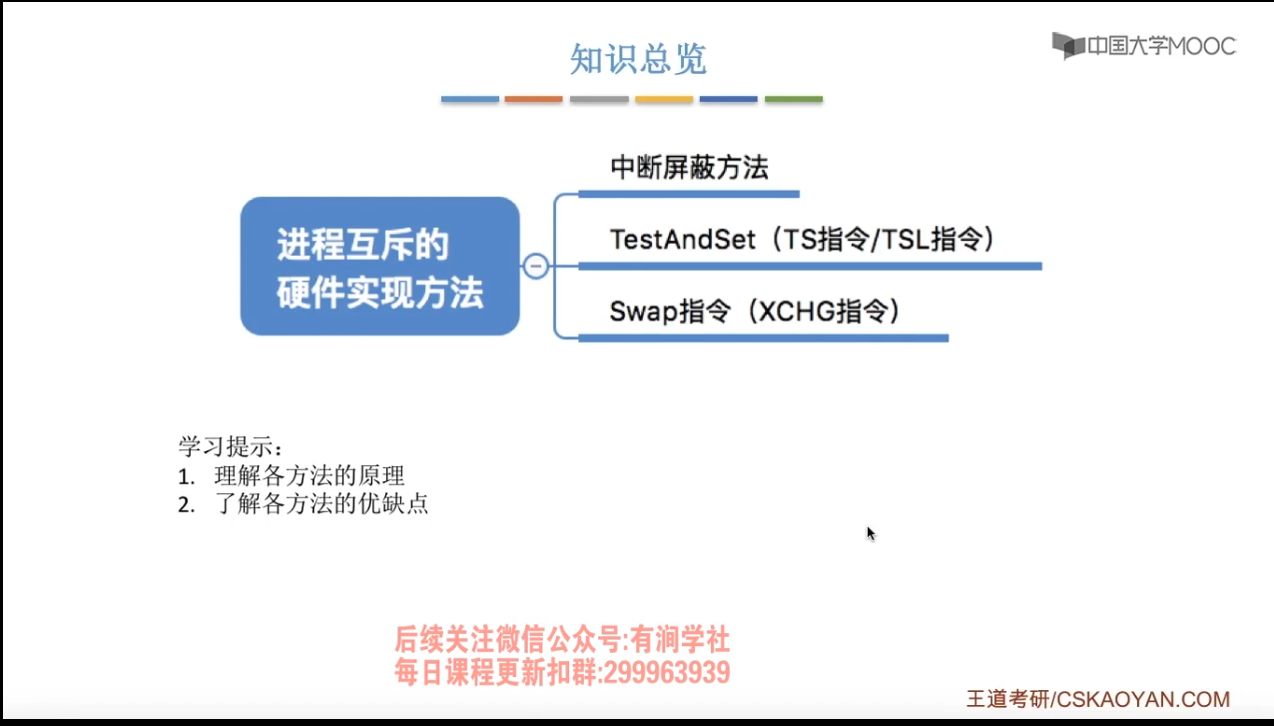 知识总览
中国大学MOOC
中断屏蔽方法
进程互斥的
硬件实现方法
TestAndSet（TS指令/TSL指令）
Swap指令（XCHG指令）
学习提示：
1. 理解各方法的原理
2. 了解各方法的优缺点
后续关注微信公众号:有涧学社
每日课程更新扣群:299963939
王道考研/CSKAOYAN.COM